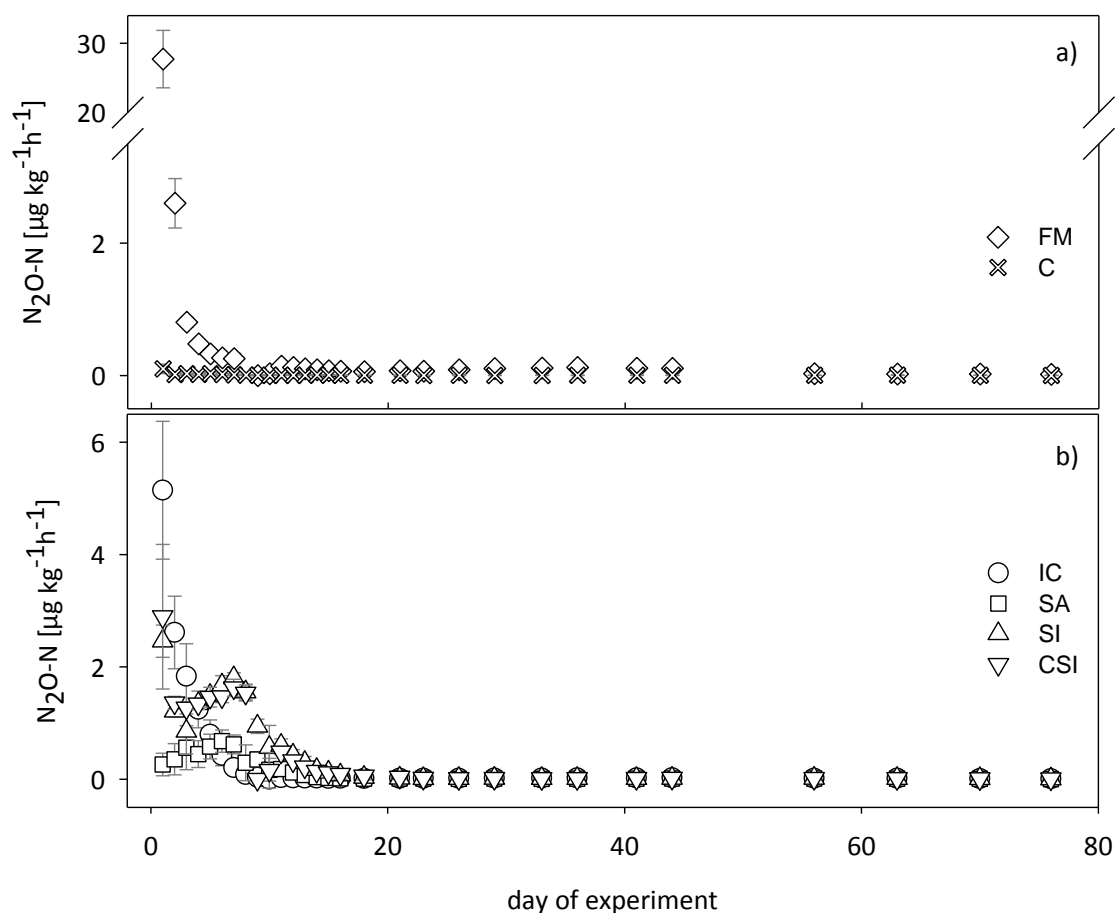 a)
30
20
2
0
N₂O-N [µg kg⁻¹h⁻¹]
FM
C
b)
6
4
2
0
N₂O-N [µg kg⁻¹h⁻¹]
IC
SA
SI
CSI
0 20 40 60 80
day of experiment